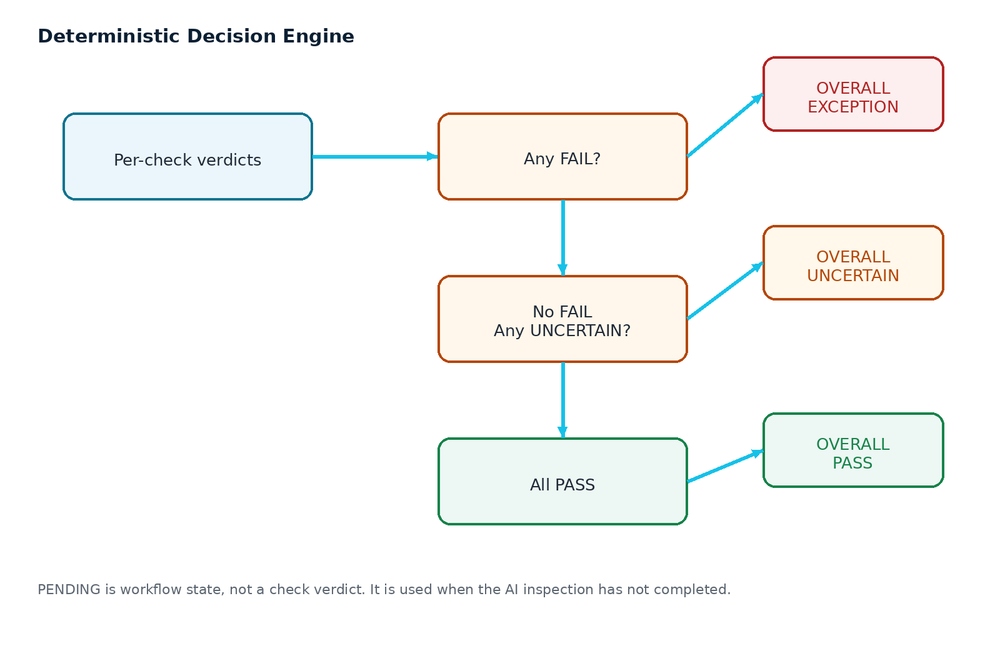 Deterministic Decision Engine
OVERALL
EXCEPTION
Per-check verdicts
Any FAIL?
OVERALL
UNCERTAIN
No FAIL
Any UNCERTAIN?
OVERALL
PASS
All PASS
PENDING is workflow state, not a check verdict. It is used when the AI inspection has not completed.